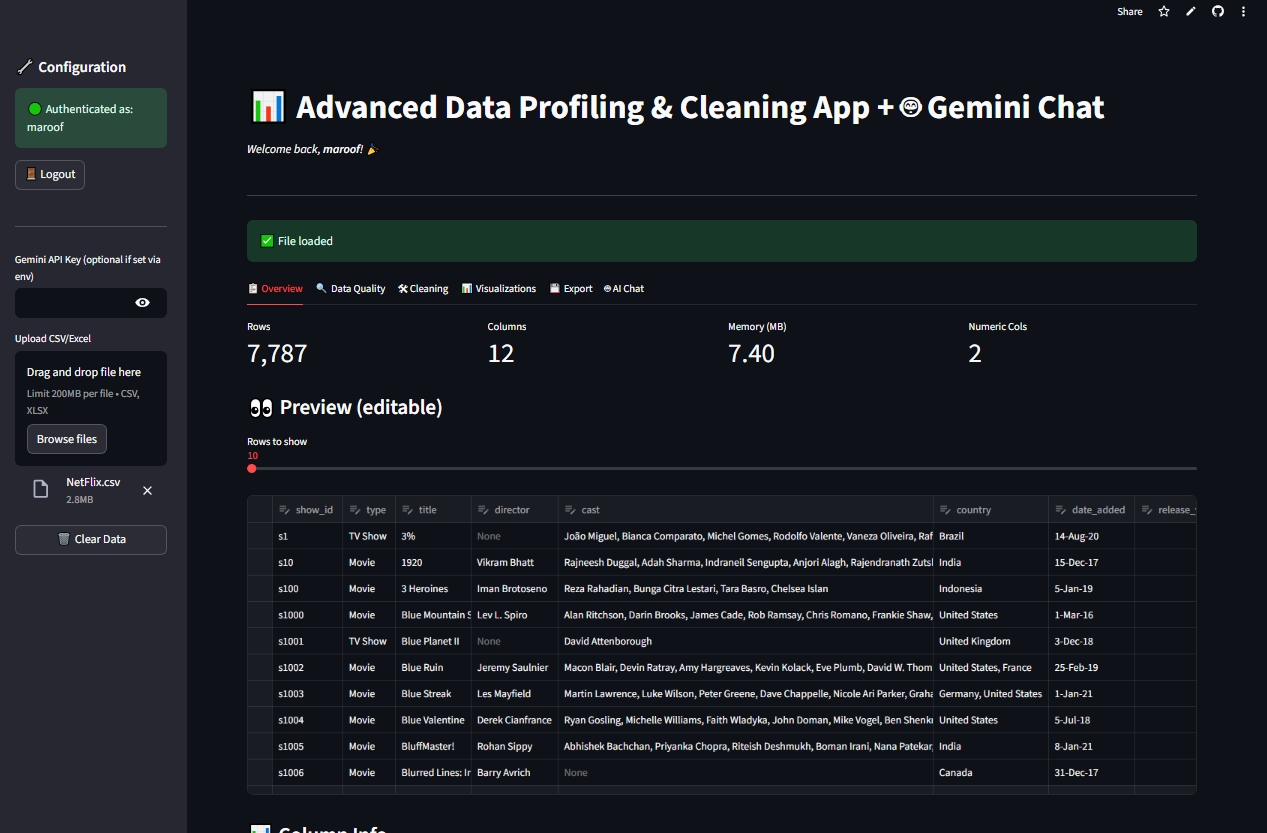 Share
Configuration
Authenticated as:
maroof
Logout
Gemini API Key (optional if set via
env)
Upload CSV/Excel
Drag and drop file here
Limit 200MB per file • CSV,
XLSX
Browse files
NetFlix.csv
2.8MB
Clear Data
Advanced Data Profiling & Cleaning App + Gemini Chat
Welcome back, maroof!
File loaded
Overview Data Quality Cleaning Visualizations Export AI Chat
Rows Columns Memory (MB) Numeric Cols
7,787 12 7.40 2
Preview (editable)
Rows to show
10
show_id type title director cast country date_added release_
s1 TV Show 3% None João Miguel, Bianca Comparato, Michel Gomes, Rodolfo Valente, Vaneza Oliveira, Raf Brazil 14-Aug-20
s10 Movie 1920 Vikram Bhatt Rajneesh Duggal, Adah Sharma, Indraneil Sengupta, Anjori Alagh, Rajendranath Zuts India 15-Dec-17
s100 Movie 3 Heroines Iman Brotoseno Reza Rahadian, Bunga Citra Lestari, Tara Basro, Chelsea Islan Indonesia 5-Jan-19
s1000 Movie Blue Mountain S Lev L. Spiro Alan Ritchson, Darin Brooks, James Cade, Rob Ramsay, Chris Romano, Frankie Shaw, United States 1-Mar-16
s1001 TV Show Blue Planet II None David Attenborough United Kingdom 3-Dec-18
s1002 Movie Blue Ruin Jeremy Saulnier Macon Blair, Devin Ratray, Amy Hargreaves, Kevin Kolack, Eve Plumb, David W. Thom United States, France 25-Feb-19
s1003 Movie Blue Streak Les Mayfield Martin Lawrence, Luke Wilson, Peter Greene, Dave Chappelle, Nicole Ari Parker, Graha Germany, United States 1-Jan-21
s1004 Movie Blue Valentine Derek Cianfrance Ryan Gosling, Michelle Williams, Faith Wladyka, John Doman, Mike Vogel, Ben Shenk United States 5-Jul-18
s1005 Movie BluffMaster! Rohan Sippy Abhishek Bachchan, Priyanka Chopra, Riteish Deshmukh, Boman Irani, Nana Patekar, India 8-Jan-21
s1006 Movie Blurred Lines: Ir Barry Avrich None Canada 31-Dec-17
Column Info